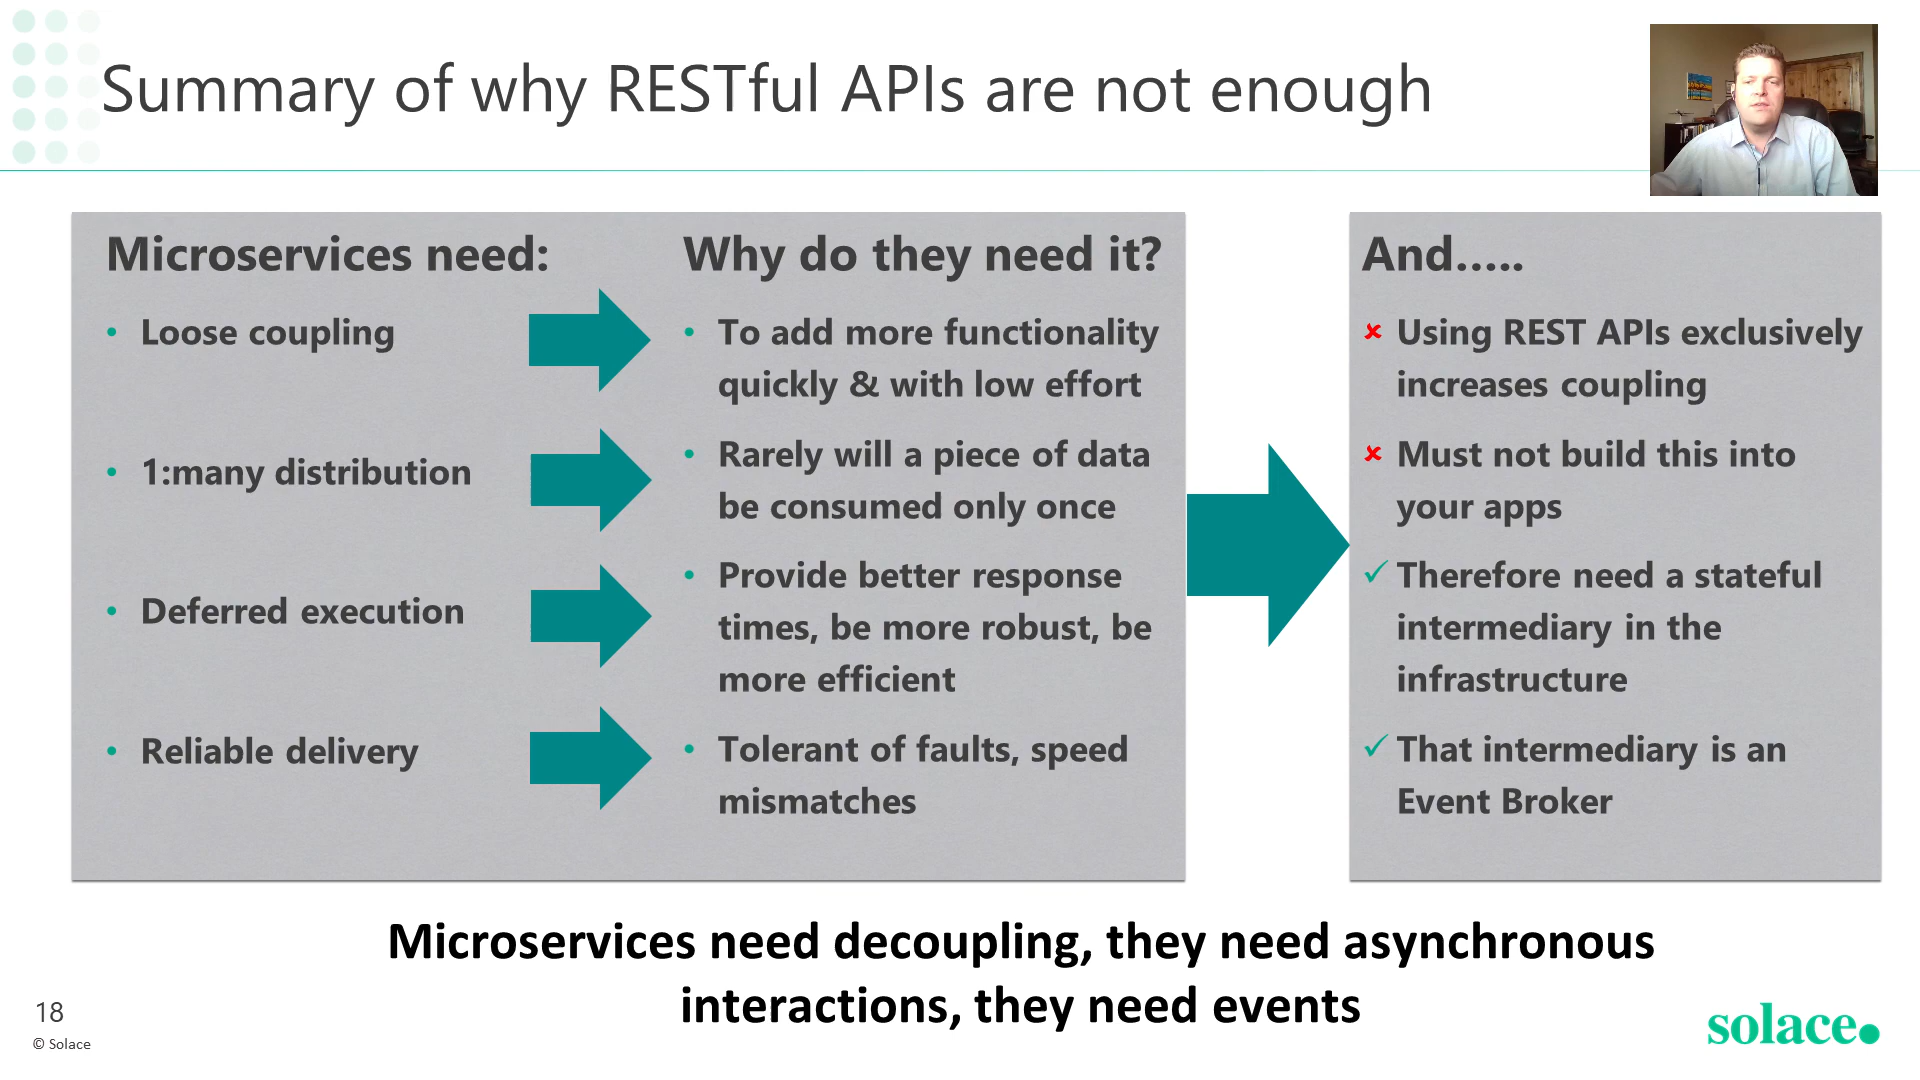 Summary of why RESTful APIs are not enough
Microservices need:
• Loose coupling
• 1:many distribution
• Deferred execution
• Reliable delivery
Why do they need it?
• To add more functionality
quickly & with low effort
• Rarely will a piece of data
be consumed only once
• Provide better response
times, be more robust, be
more efficient
• Tolerant of faults, speed
mismatches
And.....
✘ Using REST APIs exclusively
increases coupling
✘ Must not build this into
your apps
✓ Therefore need a stateful
intermediary in the
infrastructure
✓ That intermediary is an
Event Broker
Microservices need decoupling, they need asynchronous
interactions, they need events
18
© Solace
solace.